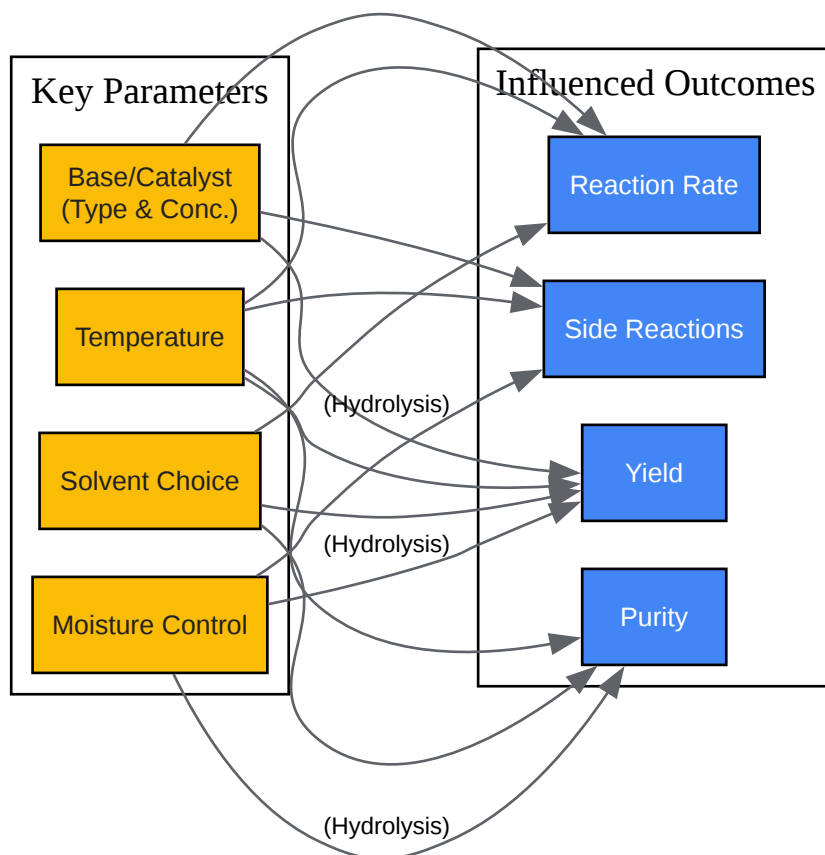 Key Parameters
Base/Catalyst
(Type & Conc.)
Temperature
Solvent Choice
Moisture Control
(Hydrolysis)
(Hydrolysis)
(Hydrolysis)
Influenced Outcomes
Reaction Rate
Side Reactions
Yield
Purity